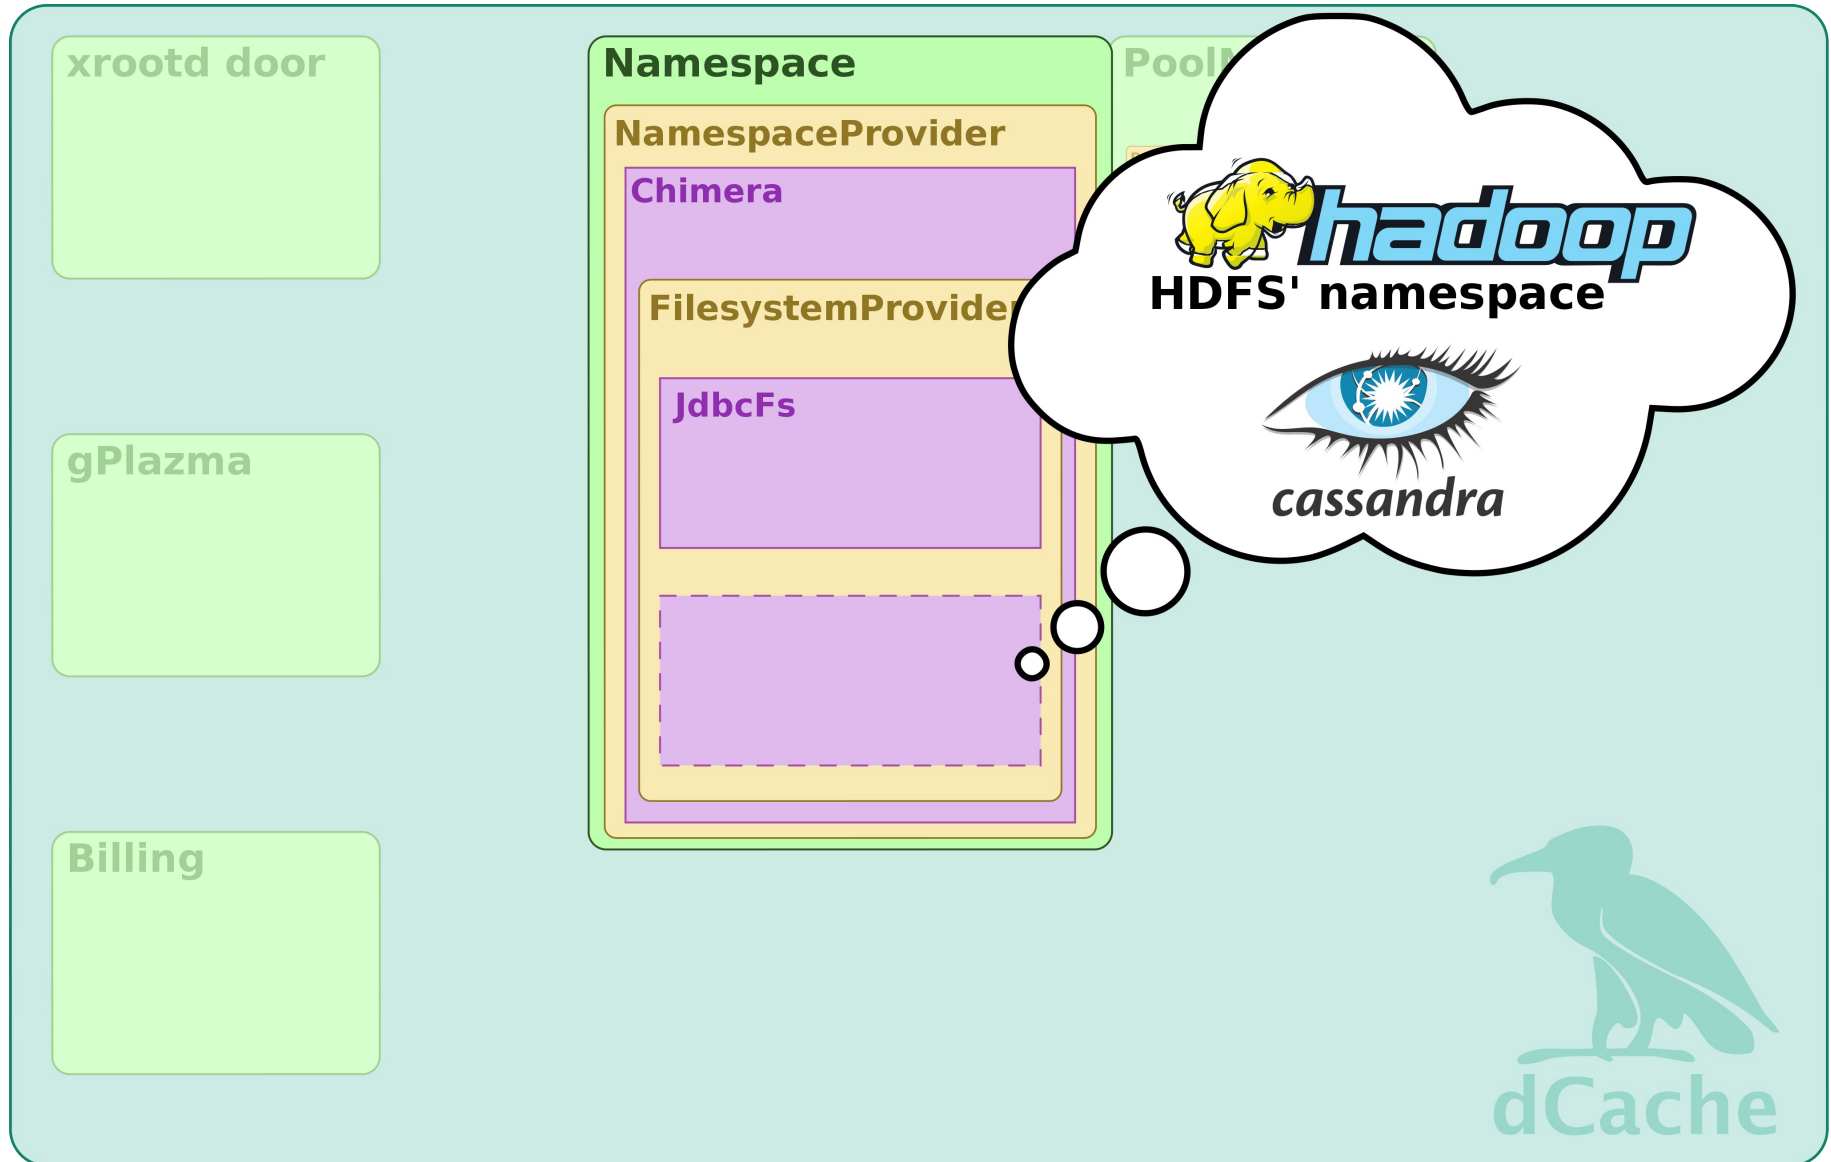 xrootd door
Namespace
NamespaceProvider
Chimera
FilesystemProvider
JdbcFs
hadoop
HDFS' namespace
cassandra
gPlazma
Billing
dCache